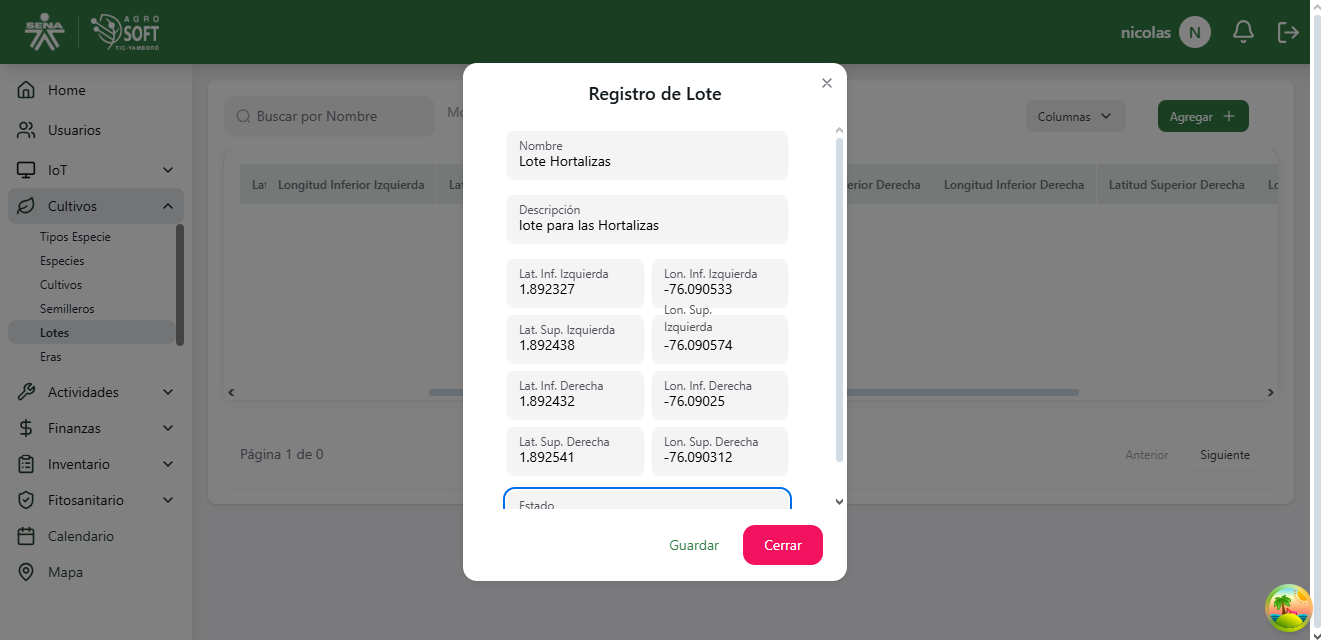 SENA
AGRO
SOFT
TIC-YAMBORÓ
nicolas
N
Home
Usuarios
IoT
Cultivos
Tipos Especie
Especies
Cultivos
Semilleros
Lotes
Eras
Actividades
Finanzas
Inventario
Fitosanitario
Calendario
Mapa
Buscar por Nombre
Columnas
Agregar +
Longitud Inferior Izquierda
Longitud Inferior Derecha
Latitud Superior Derecha
Página 1 de 0
Anterior
Siguiente
Registro de Lote
Nombre
Lote Hortalizas
Descripción
lote para las Hortalizas
Lat. Inf. Izquierda
1.892327
Lon. Inf. Izquierda
-76.090533
Lat. Sup. Izquierda
1.892438
Lon. Sup.
Izquierda
-76.090574
Lat. Inf. Derecha
1.892432
Lon. Inf. Derecha
-76.09025
Lat. Sup. Derecha
1.892541
Lon. Sup. Derecha
-76.090312
Estado
Guardar
Cerrar